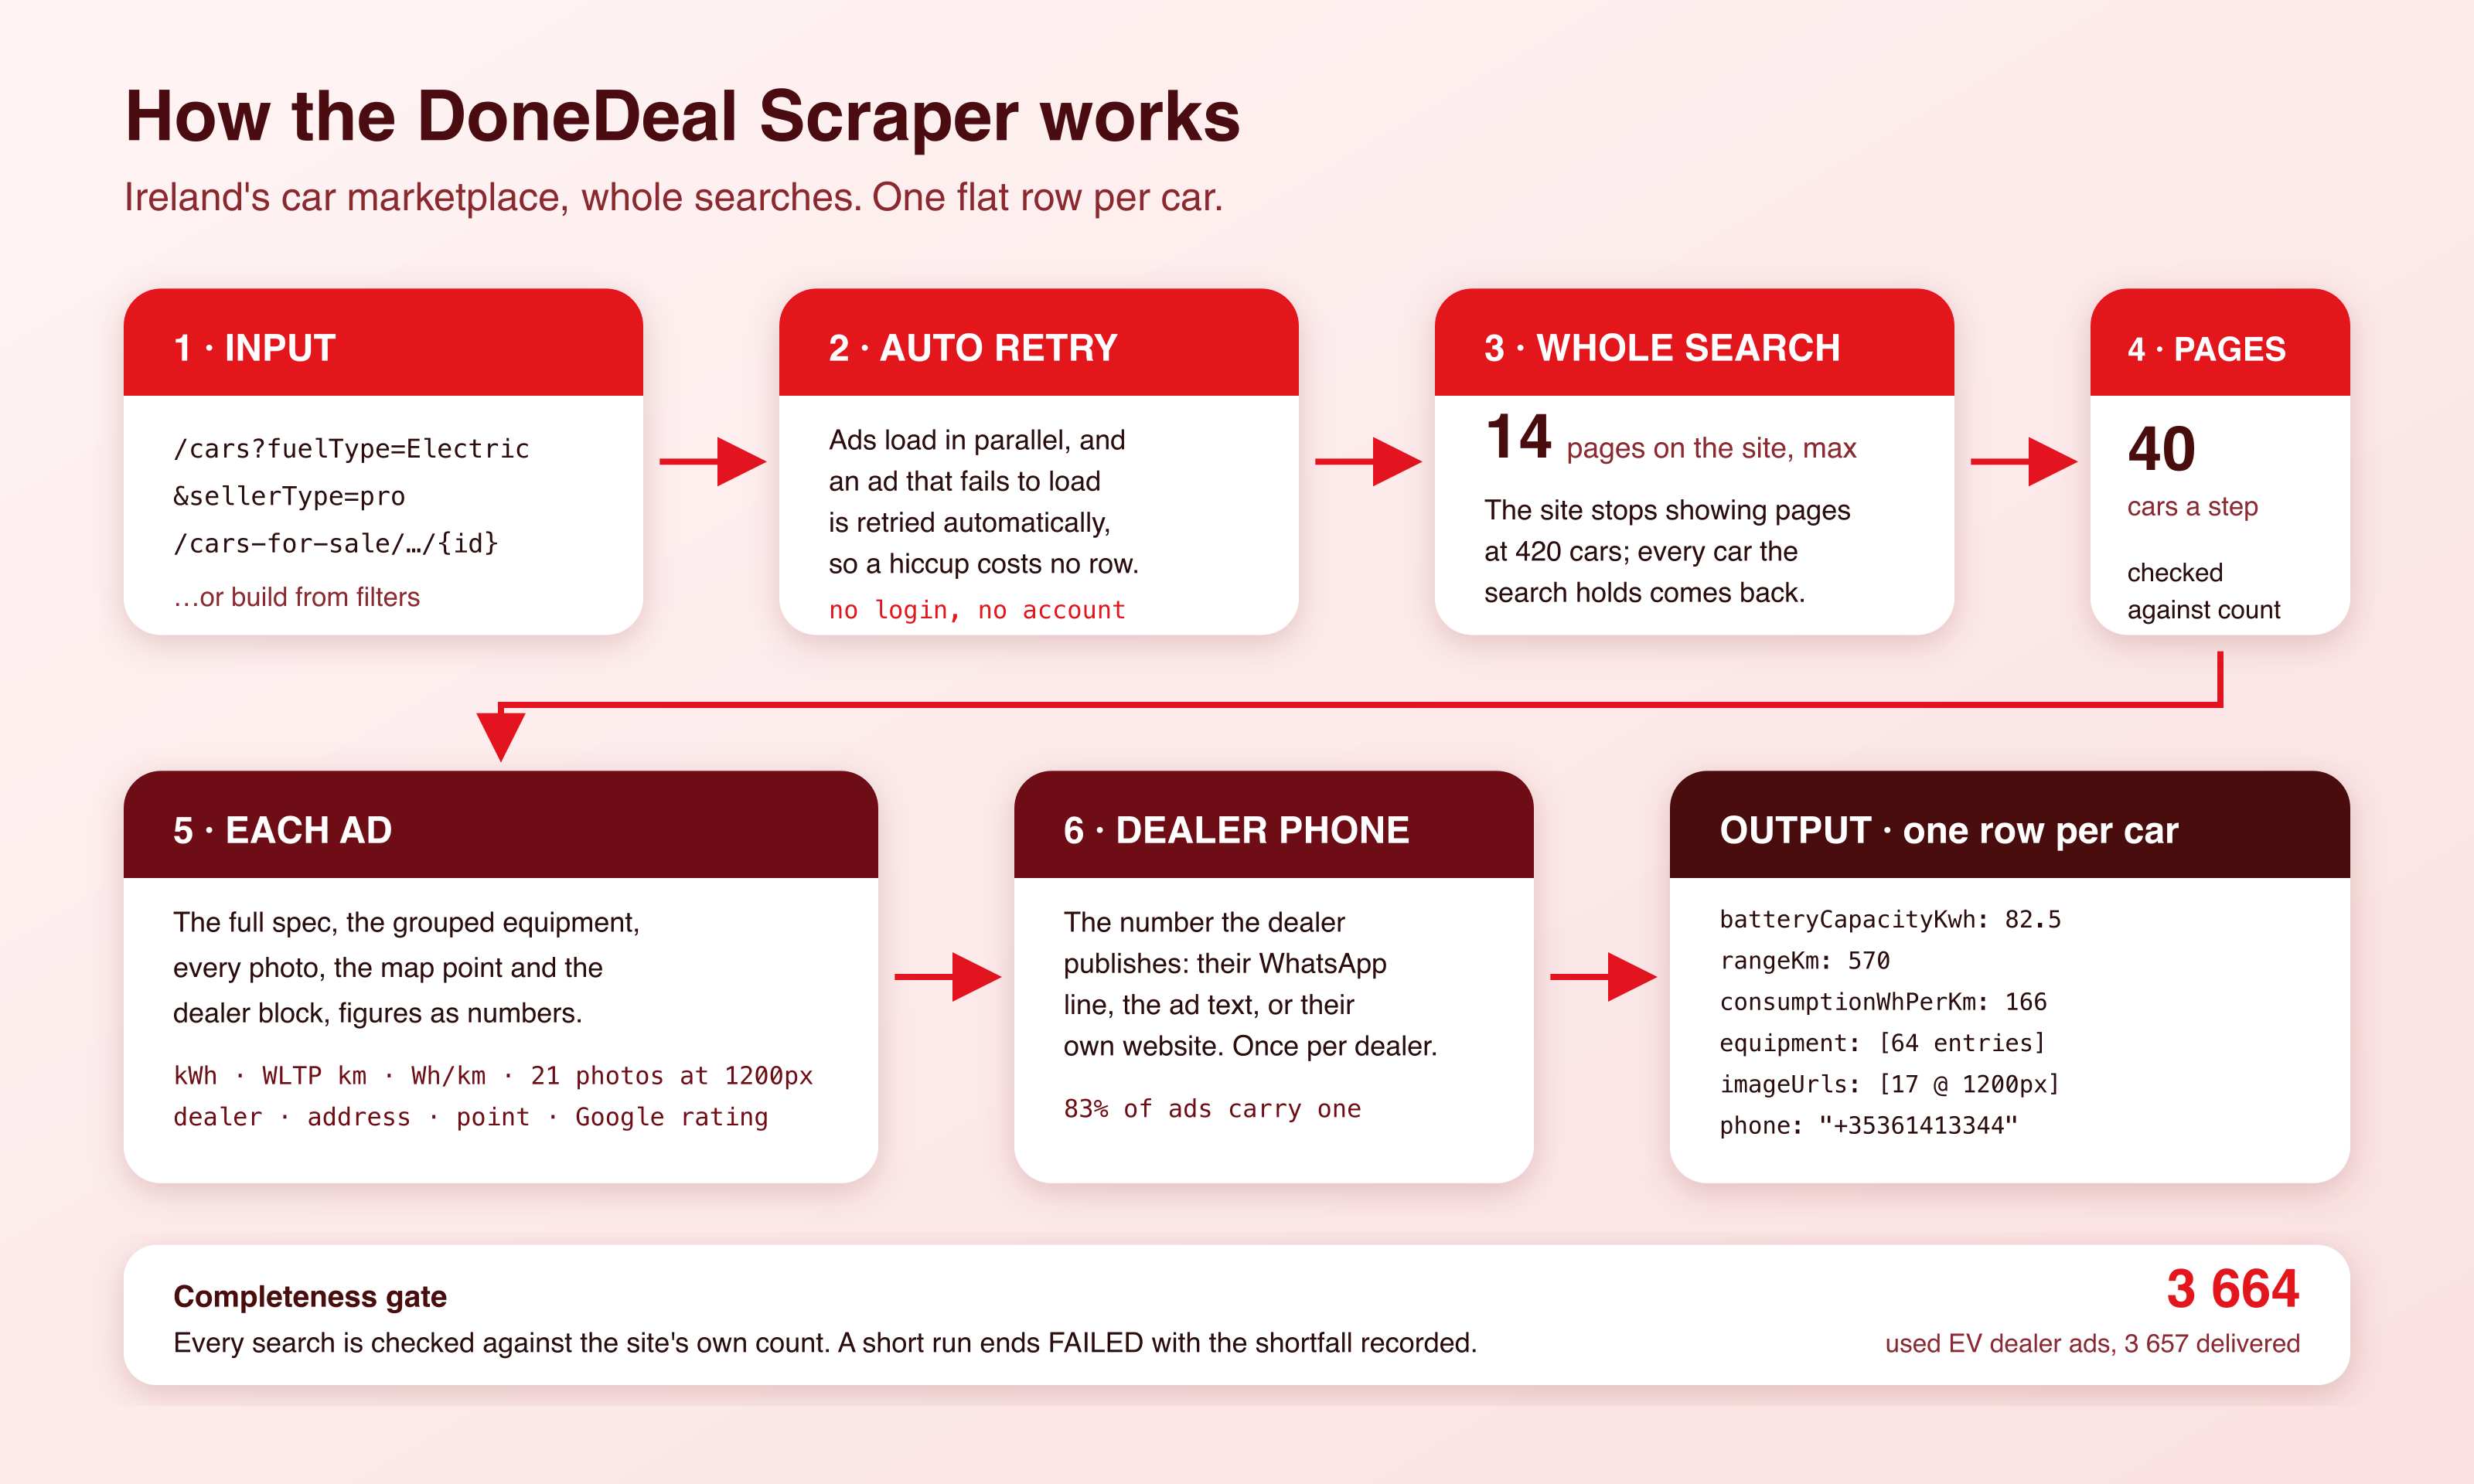 How the DoneDeal Scraper works
Ireland's car marketplace, whole searches. One flat row per car.
1 · INPUT
/cars?fuelType=Electric
&sellerType=pro
/cars-for-sale/…/{id}
…or build from filters
2 · AUTO RETRY
Ads load in parallel, and
an ad that fails to load
is retried automatically,
so a hiccup costs no row.
no login, no account
3 · WHOLE SEARCH
14 pages on the site, max
The site stops showing pages
at 420 cars; every car the
search holds comes back.
4 · PAGES
40
cars a step
checked
against count
5 · EACH AD
The full spec, the grouped equipment,
every photo, the map point and the
dealer block, figures as numbers.
kWh · WLTP km · Wh/km · 21 photos at 1200px
dealer · address · point · Google rating
6 · DEALER PHONE
The number the dealer
publishes: their WhatsApp
line, the ad text, or their
own website. Once per dealer.
83% of ads carry one
OUTPUT · one row per car
batteryCapacityKwh: 82.5
rangeKm: 570
consumptionWhPerKm: 166
equipment: [64 entries]
imageUrls: [17 @ 1200px]
phone: "+35361413344"
Completeness gate
Every search is checked against the site's own count. A short run ends FAILED with the shortfall recorded.
3 664
used EV dealer ads, 3 657 delivered